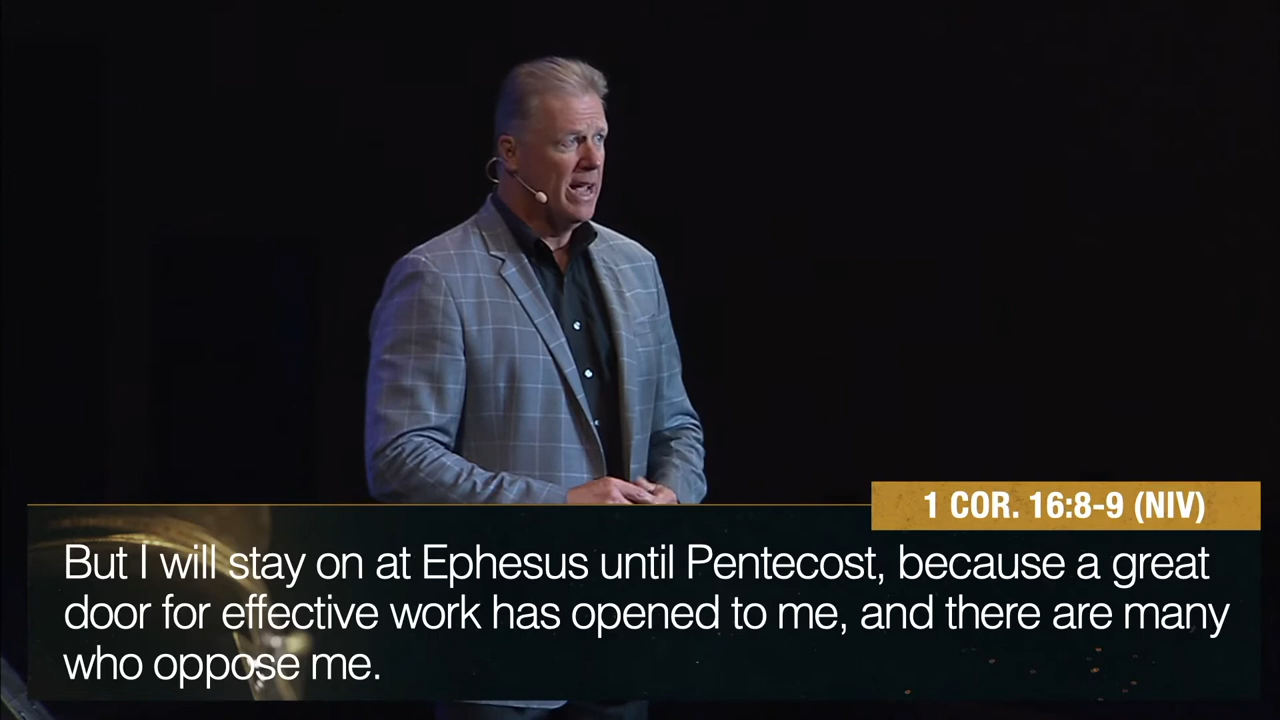 1 COR. 16:8-9 (NIV)
But I will stay on at Ephesus until Pentecost, because a great
door for effective work has opened to me, and there are many
who oppose me.